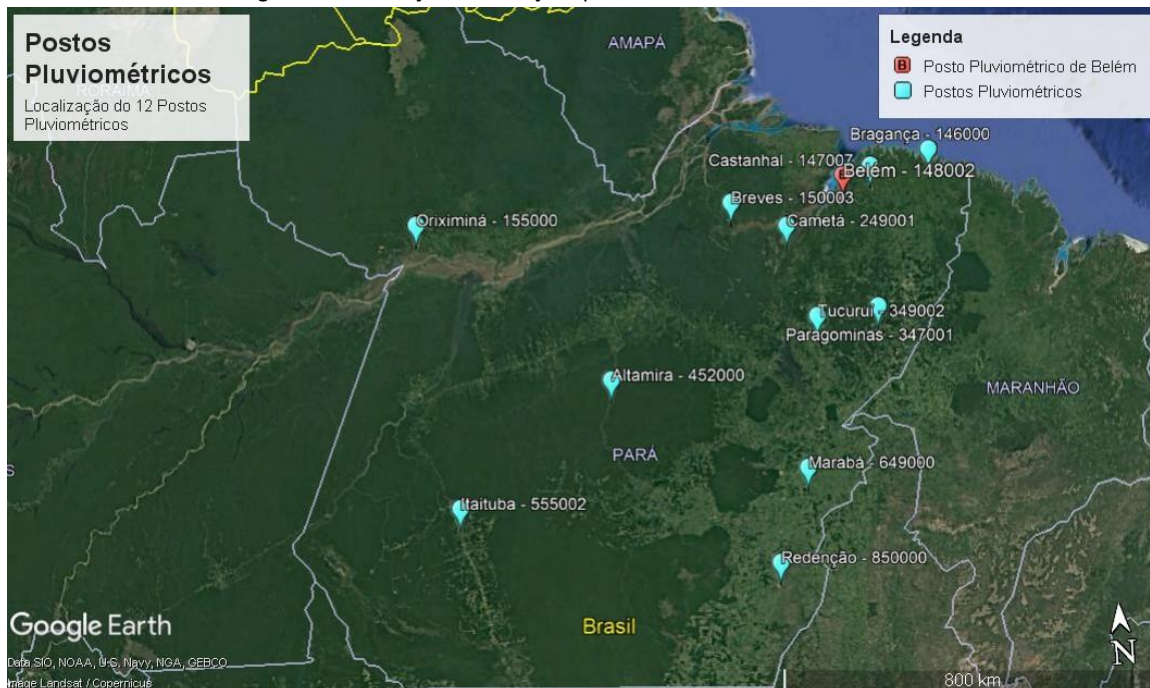 Postos
Pluviométricos
Localização do 12 Postos
Pluviométricos
RORAIMA
AMAPÁ
Legenda
B Posto Pluviométrico de Belém
Postos Pluviométricos
Bragança - 146000
Castanhal - 147007
Belém - 148002
Breves - 150003
Oriximiná - 155000
Cametá - 249001
Tucuruí - 349002
Paragominas - 347001
Altamira - 452000
MARANHÃO
PARÁ
Marabá - 649000
S
Itaituba - 555002
Redenção - 850000
Google Earth
Brasil
N
Data SIO, NOAA, U.S. Navy, NGA, GEBCO
Image Landsat / Copernicus
800 km